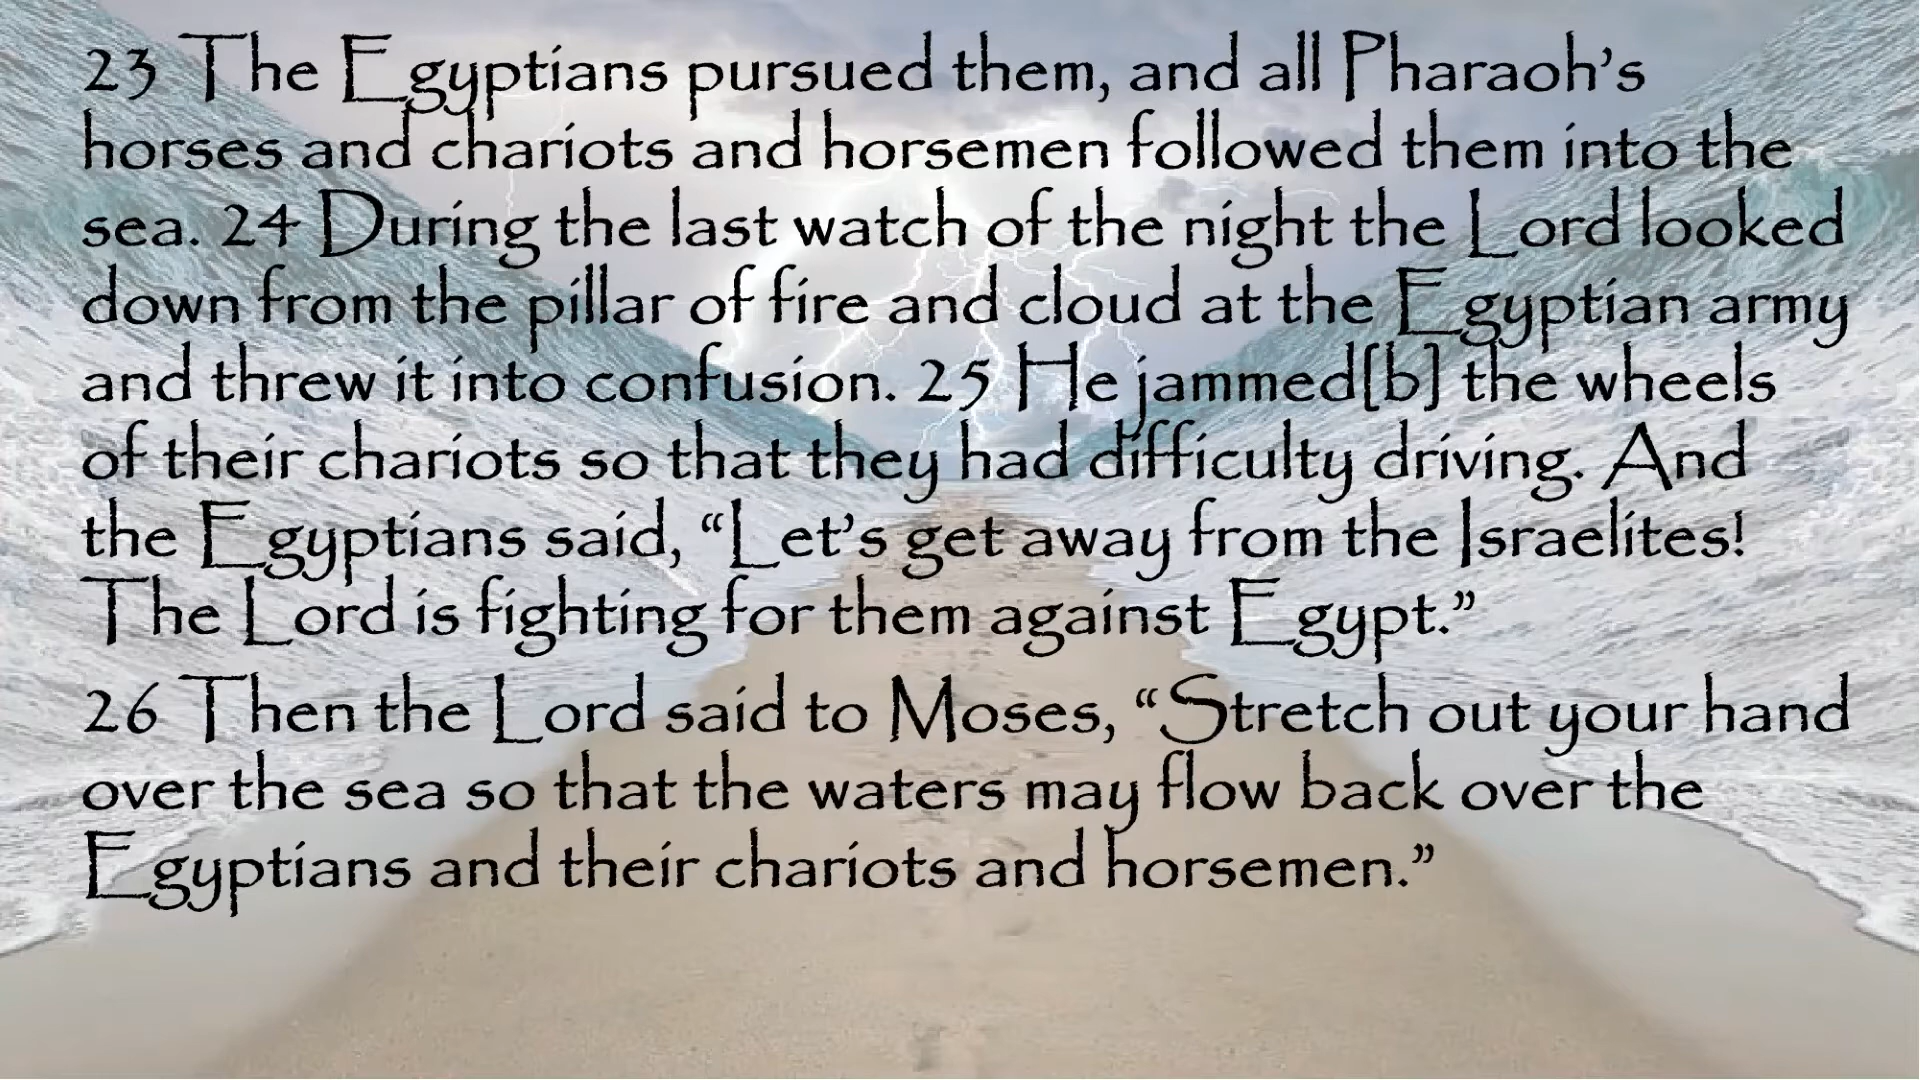 23 The Egyptians pursued them, and all Pharaoh’s
horses and chariots and horsemen followed them into the
sea. 24 During the last watch of the night the Lord looked
down from the pillar of fire and cloud at the Egyptian army
and threw it into confusion. 25 He jammed[b] the wheels
of their chariots so that they had difficulty driving. And
the Egyptians said, “Let’s get away from the Israelites!
The Lord is fighting for them against Egypt.”
26 Then the Lord said to Moses, “Stretch out your hand
over the sea so that the waters may flow back over the
Egyptians and their chariots and horsemen.”